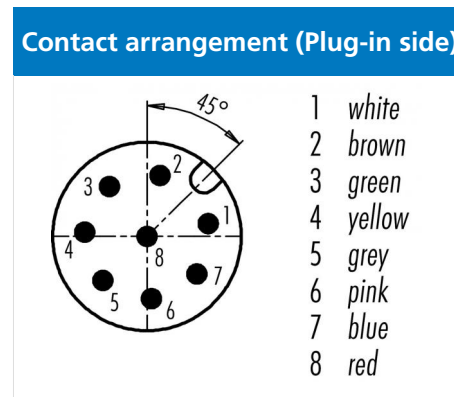 Contact arrangement (Plug-in side)
45°
1 white
2 brown
3 green
4 yellow
5 grey
6 pink
7 blue
8 red
2
3
1
4
8
7
5
6